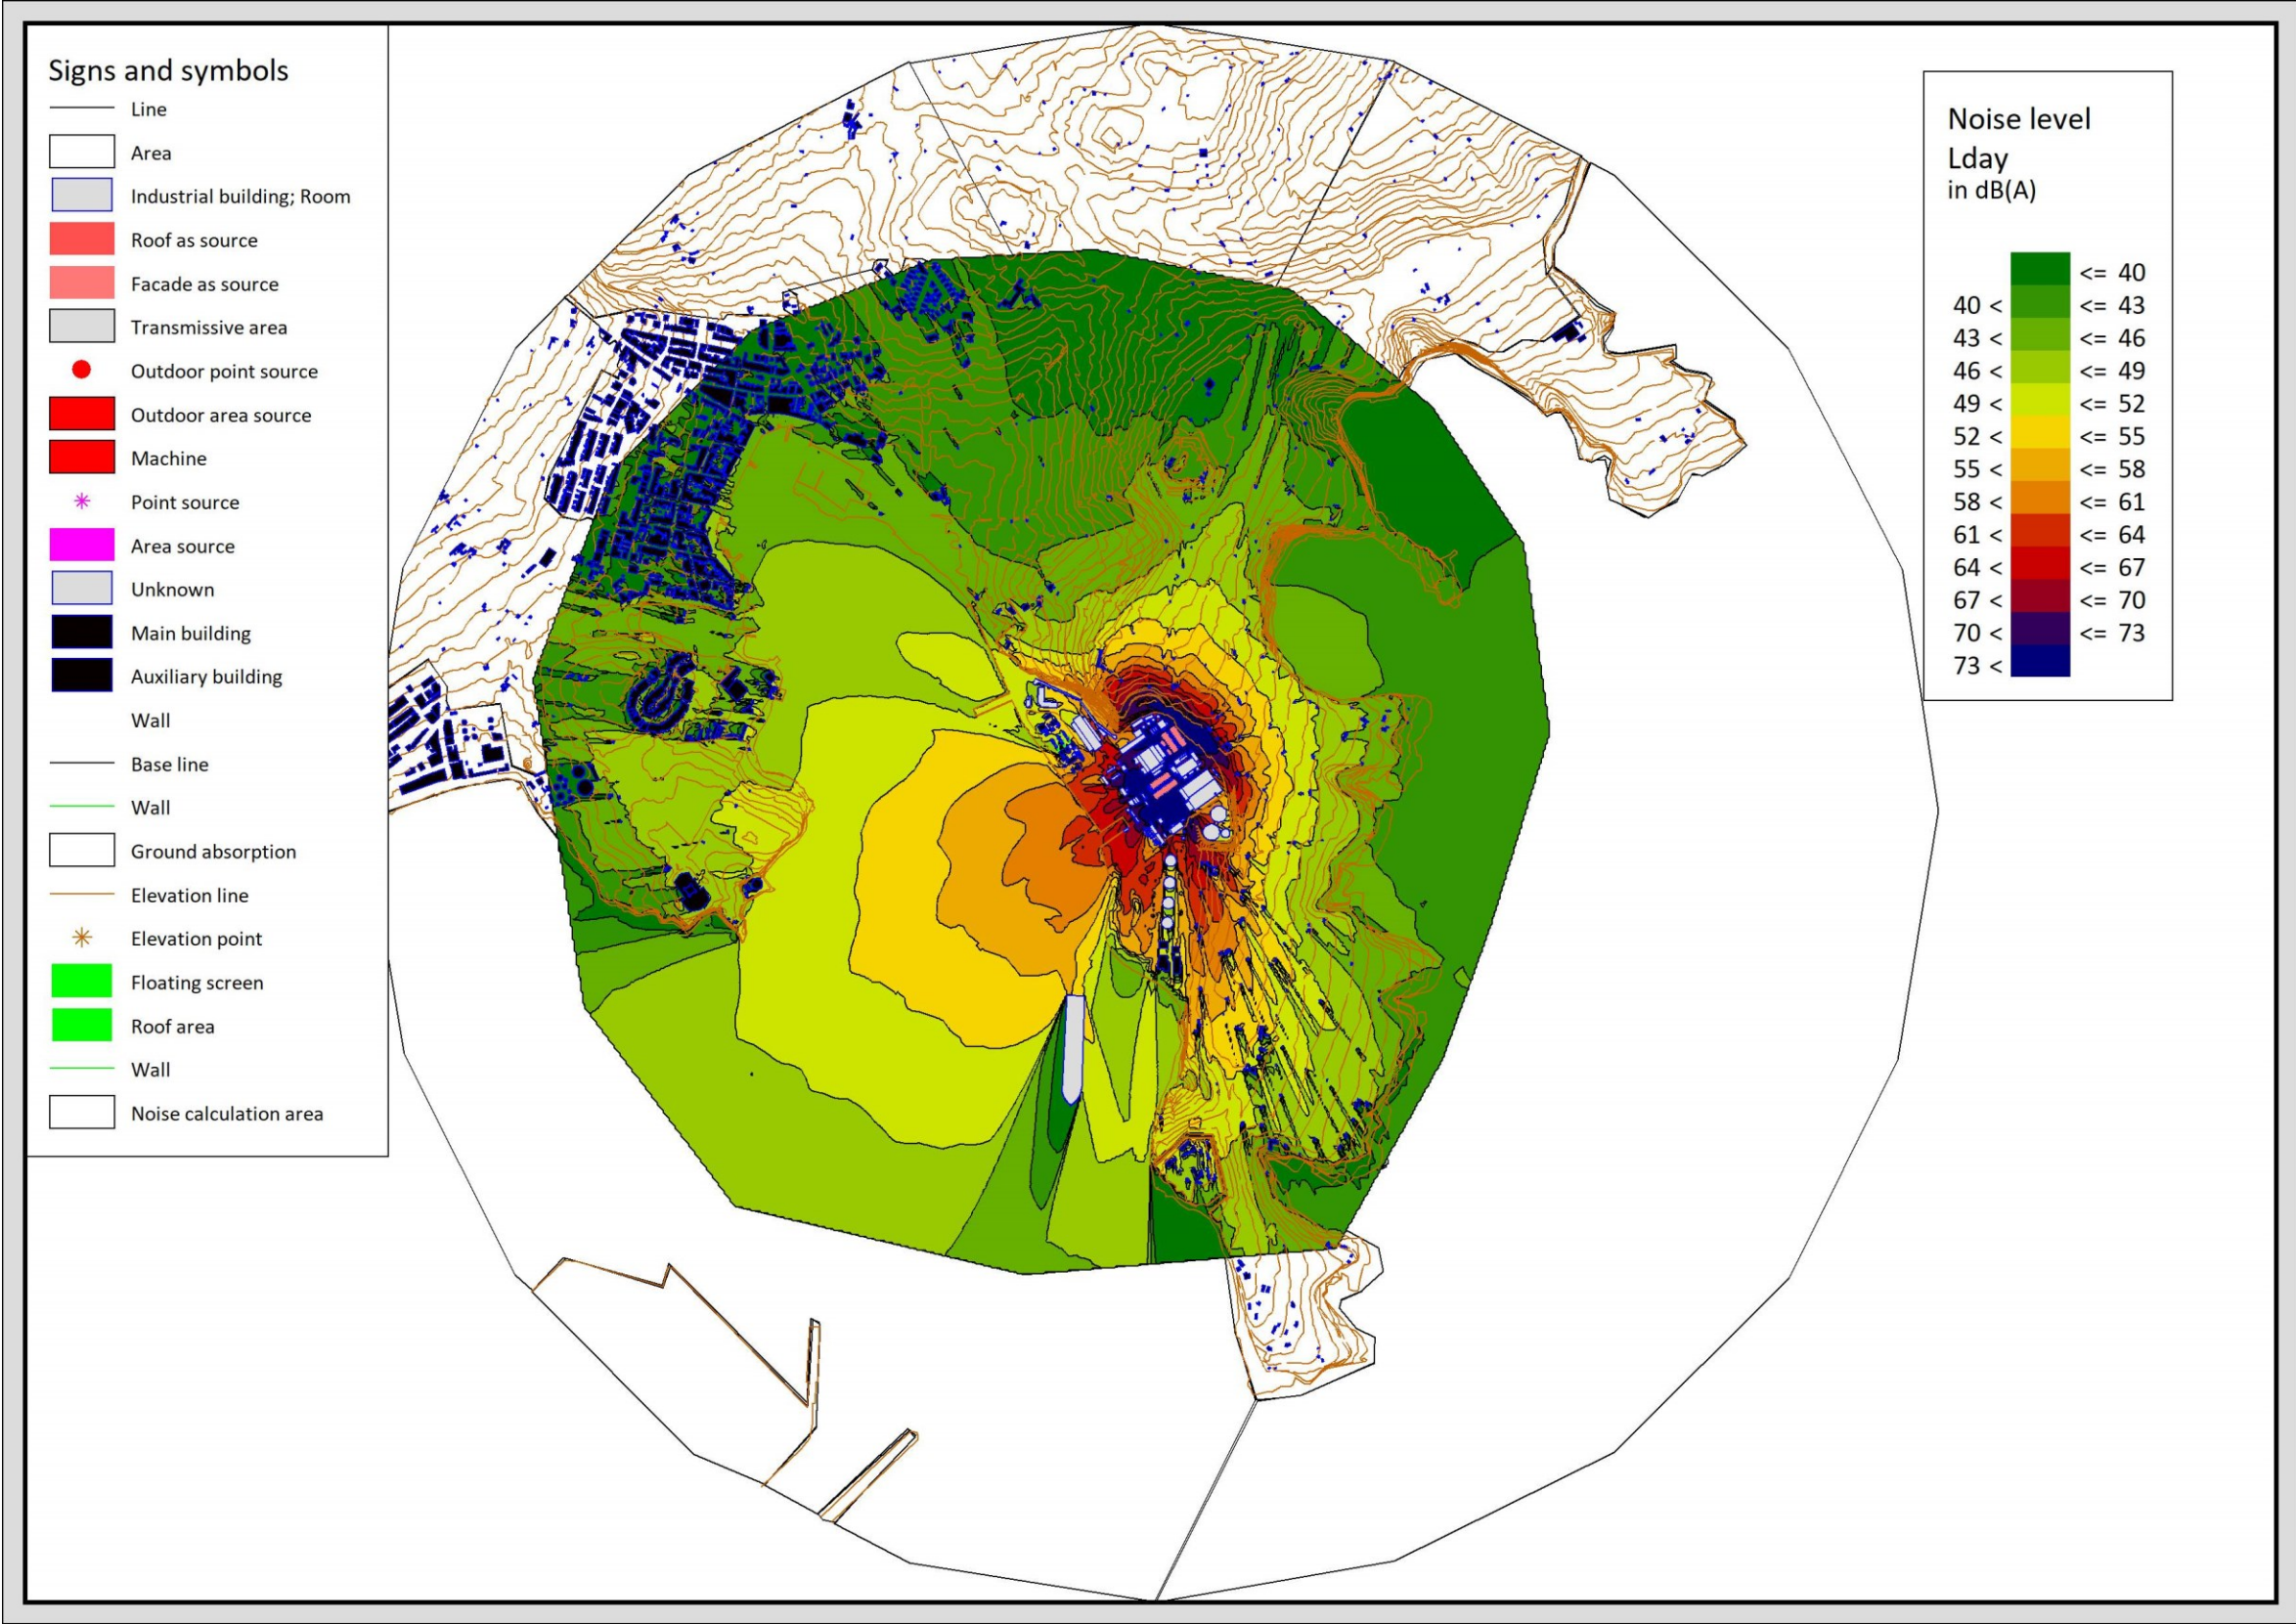 Signs and symbols
Line
Area
Industrial building; Room
Roof as source
Facade as source
Transmissive area
Outdoor point source
Outdoor area source
Machine
Point source
Area source
Unknown
Main building
Auxiliary building
Wall
Base line
Wall
Ground absorption
Elevation line
Elevation point
Floating screen
Roof area
Wall
Noise calculation area
Noise level
Lday
in dB(A)
<= 40
40 < <= 43
43 < <= 46
46 < <= 49
49 < <= 52
52 < <= 55
55 < <= 58
58 < <= 61
61 < <= 64
64 < <= 67
67 < <= 70
70 < <= 73
73 <